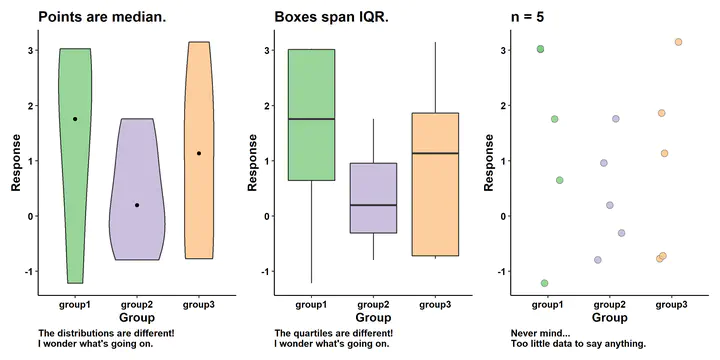 Points are median.
Response
3
2
1
0
-1
group1 group2 group3
Group
The distributions are different!
I wonder what's going on.
Boxes span IQR.
Response
3
2
1
0
-1
group1 group2 group3
Group
The quartiles are different!
I wonder what's going on.
n = 5
Response
3
2
1
0
-1
group1 group2 group3
Group
Never mind...
Too little data to say anything.